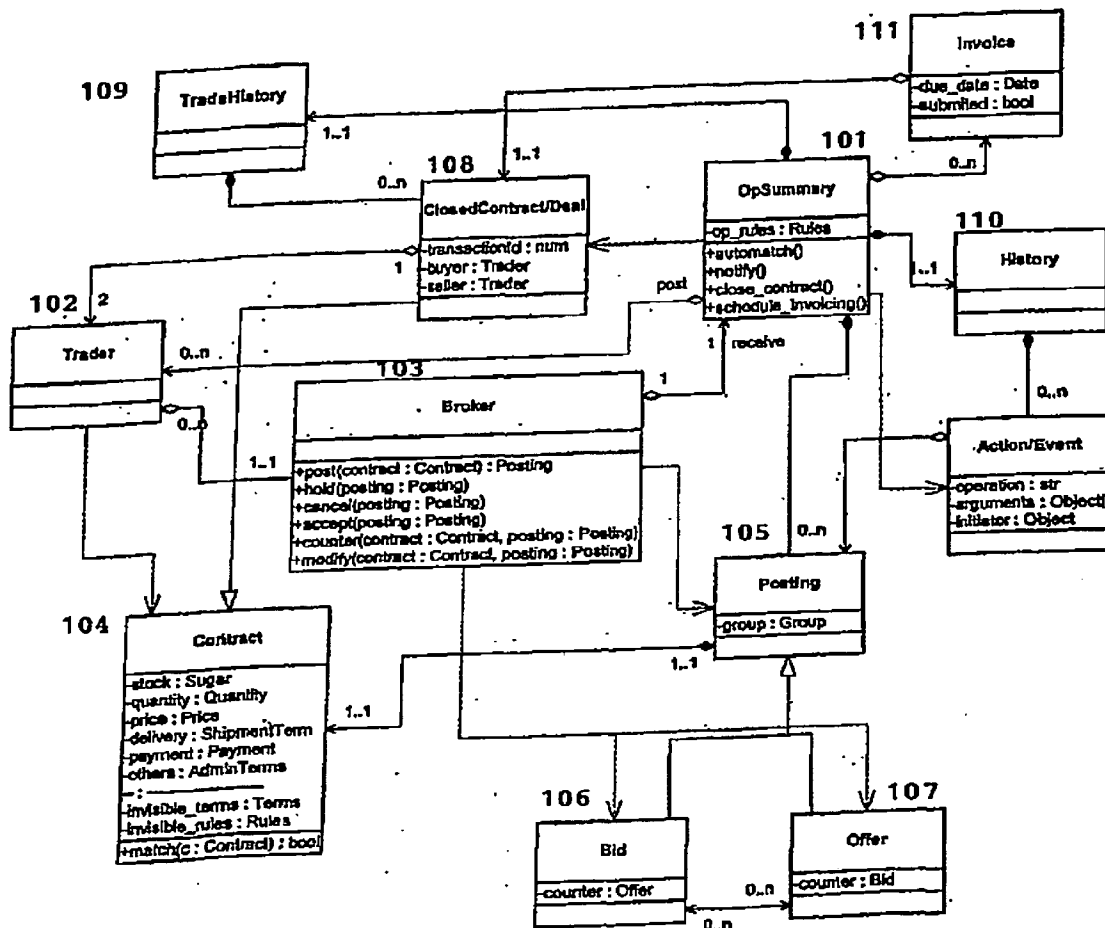 111
Invoice
-due_date : Date
-submited : bool
109
TradeHistory
1..1
108
1..1
101
0..n
0..n
ClosedContract/Deal
-transactionId : num
-buyer : Trader
-seller : Trader
OpSummary
-op_rules : Rules
+automatch()
+notify()
+close_contract()
+schedule_invoicing()
110
History
1..1
1
2
post
102
Trader
0..n
103
1
1
receive
0..n
0..n
1..1
Broker
+post(contract : Contract) : Posting
+hold(posting : Posting)
+cancel(posting : Posting)
+accept(posting : Posting)
+counter(contract : Contract, posting : Posting)
+modify(contract : Contract, posting : Posting)
Action/Event
-operation : str
-arguments : Object[
-initiator : Object
105
0..n
Posting
-group : Group
1..1
1..1
104
Contract
-stock : Sugar
-quantity : Quantity
-price : Price
-delivery : ShipmentTerm
-payment : Payment
-others : AdminTerms
- :
-invisible_terms : Terms
-invisible_rules : Rules
+match(c : Contract) : bool
106
Bid
-counter : Offer
107
Offer
-counter : Bid
0..n
0..n